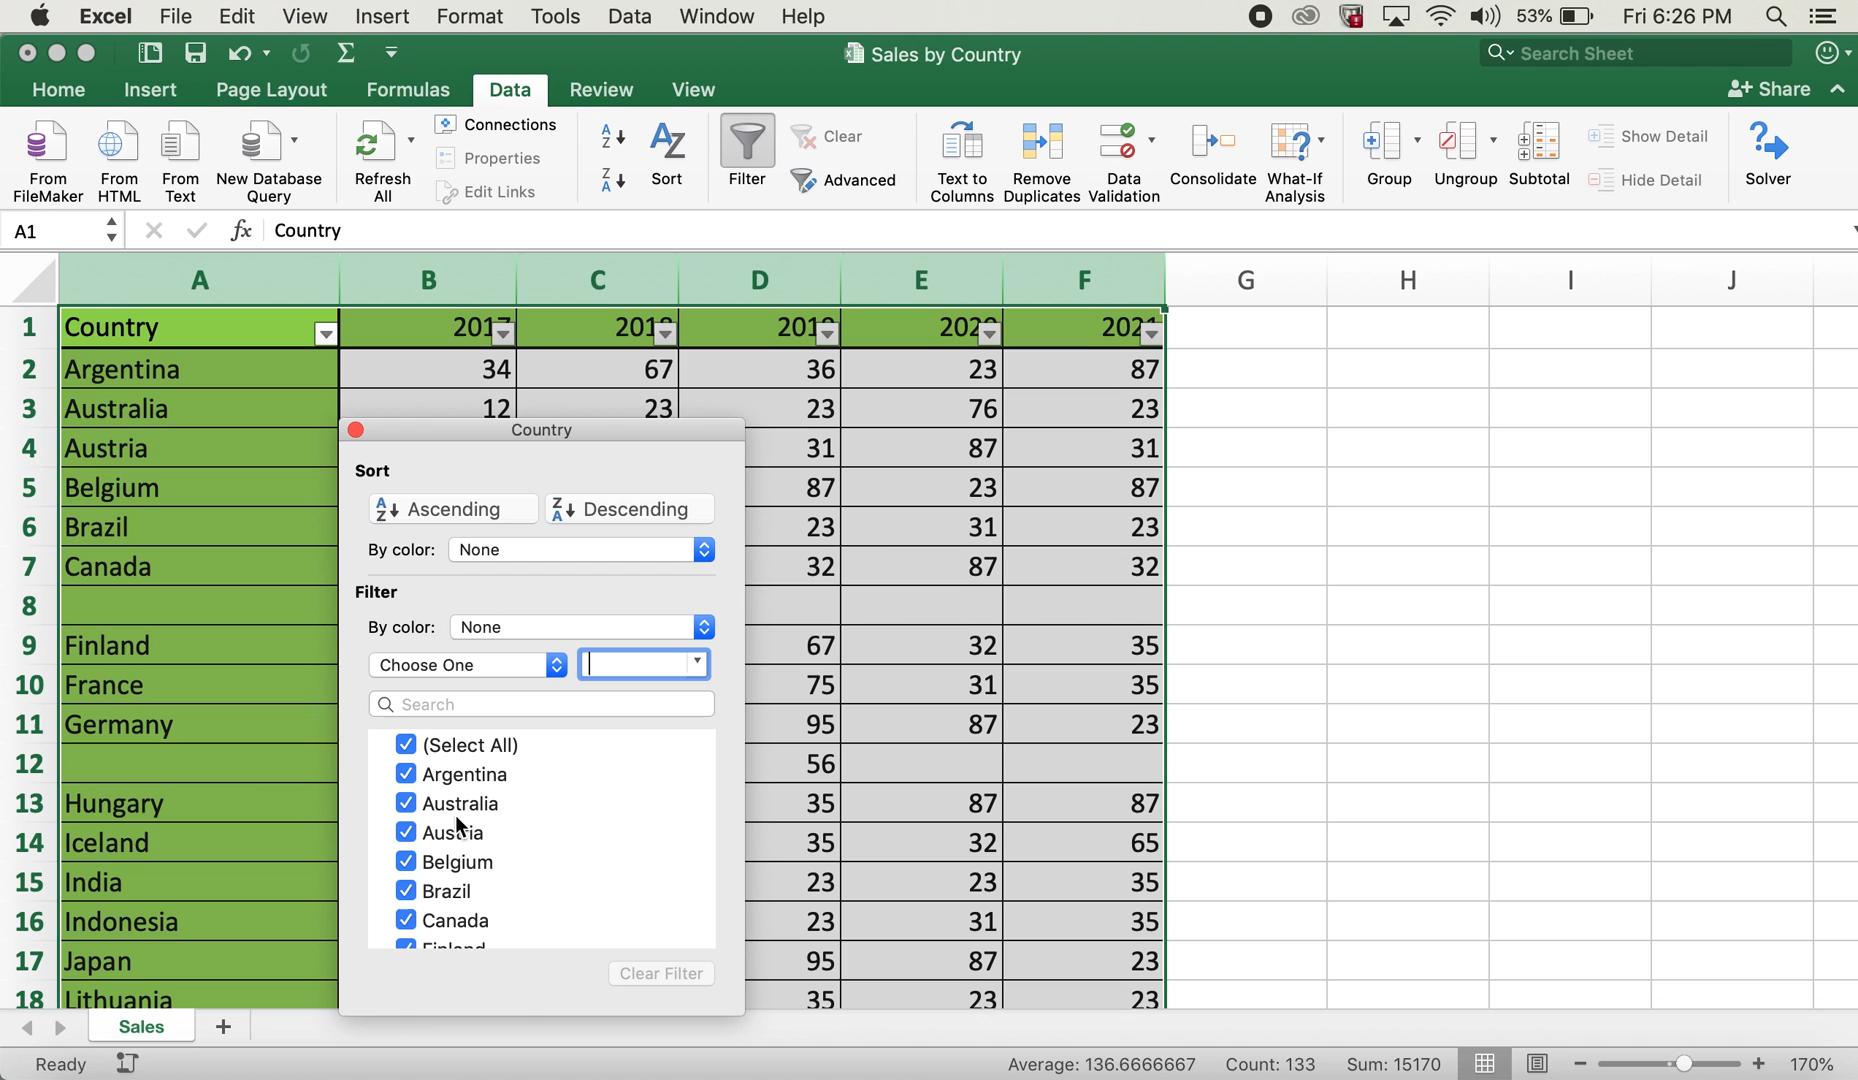 Excel File Edit View Insert Format Tools Data Window Help 53% Fri 6:26 PM
Sales by Country
Search Sheet
Home Insert Page Layout Formulas Data Review View Share
From FileMaker
From HTML
From Text
New Database Query
Refresh All
Connections
Properties
Edit Links
Sort
Filter
Clear
Advanced
Text to Columns
Remove Duplicates
Data Validation
Consolidate
What-If Analysis
Group
Ungroup
Subtotal
Show Detail
Hide Detail
Solver
A1 fx Country
A B C D E F G H I J
1 Country
2 Argentina 34 67 36 23 87
3 Australia 12 23 23 76 23
4 Austria 31 87 31
5 Belgium 87 23 87
6 Brazil 23 31 23
7 Canada 32 87 32
8
9 Finland 67 32 35
10 France 75 31 35
11 Germany 95 87 23
12 56
13 Hungary 35 87 87
14 Iceland 35 32 65
15 India 23 23 35
16 Indonesia 23 31 23
17 Japan 95 87 23
18 Lithuania 35 23 23
Country
Sort
Ascending Descending
By color: None
Filter
By color: None
Choose One
Search
(Select All)
Argentina
Australia
Austria
Belgium
Brazil
Canada
Finland
Clear Filter
Sales
Ready Average: 136.6666667 Count: 133 Sum: 15170 170%